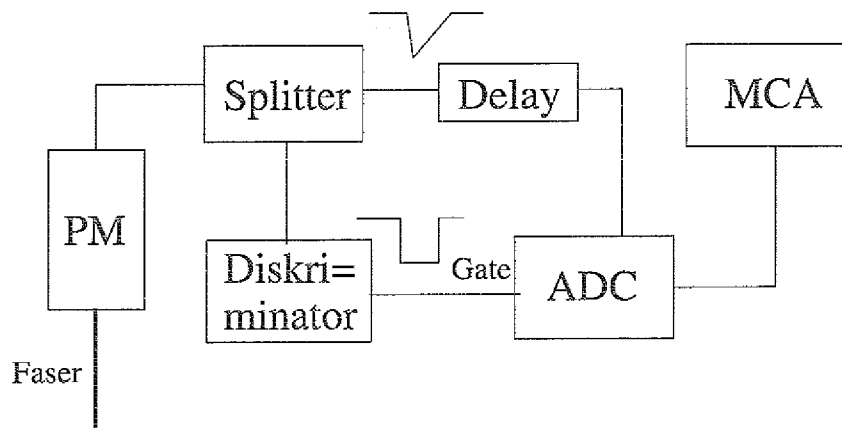 Splitter
Delay
MCA
PM
Diskri=
minator
Gate
ADC
Faser